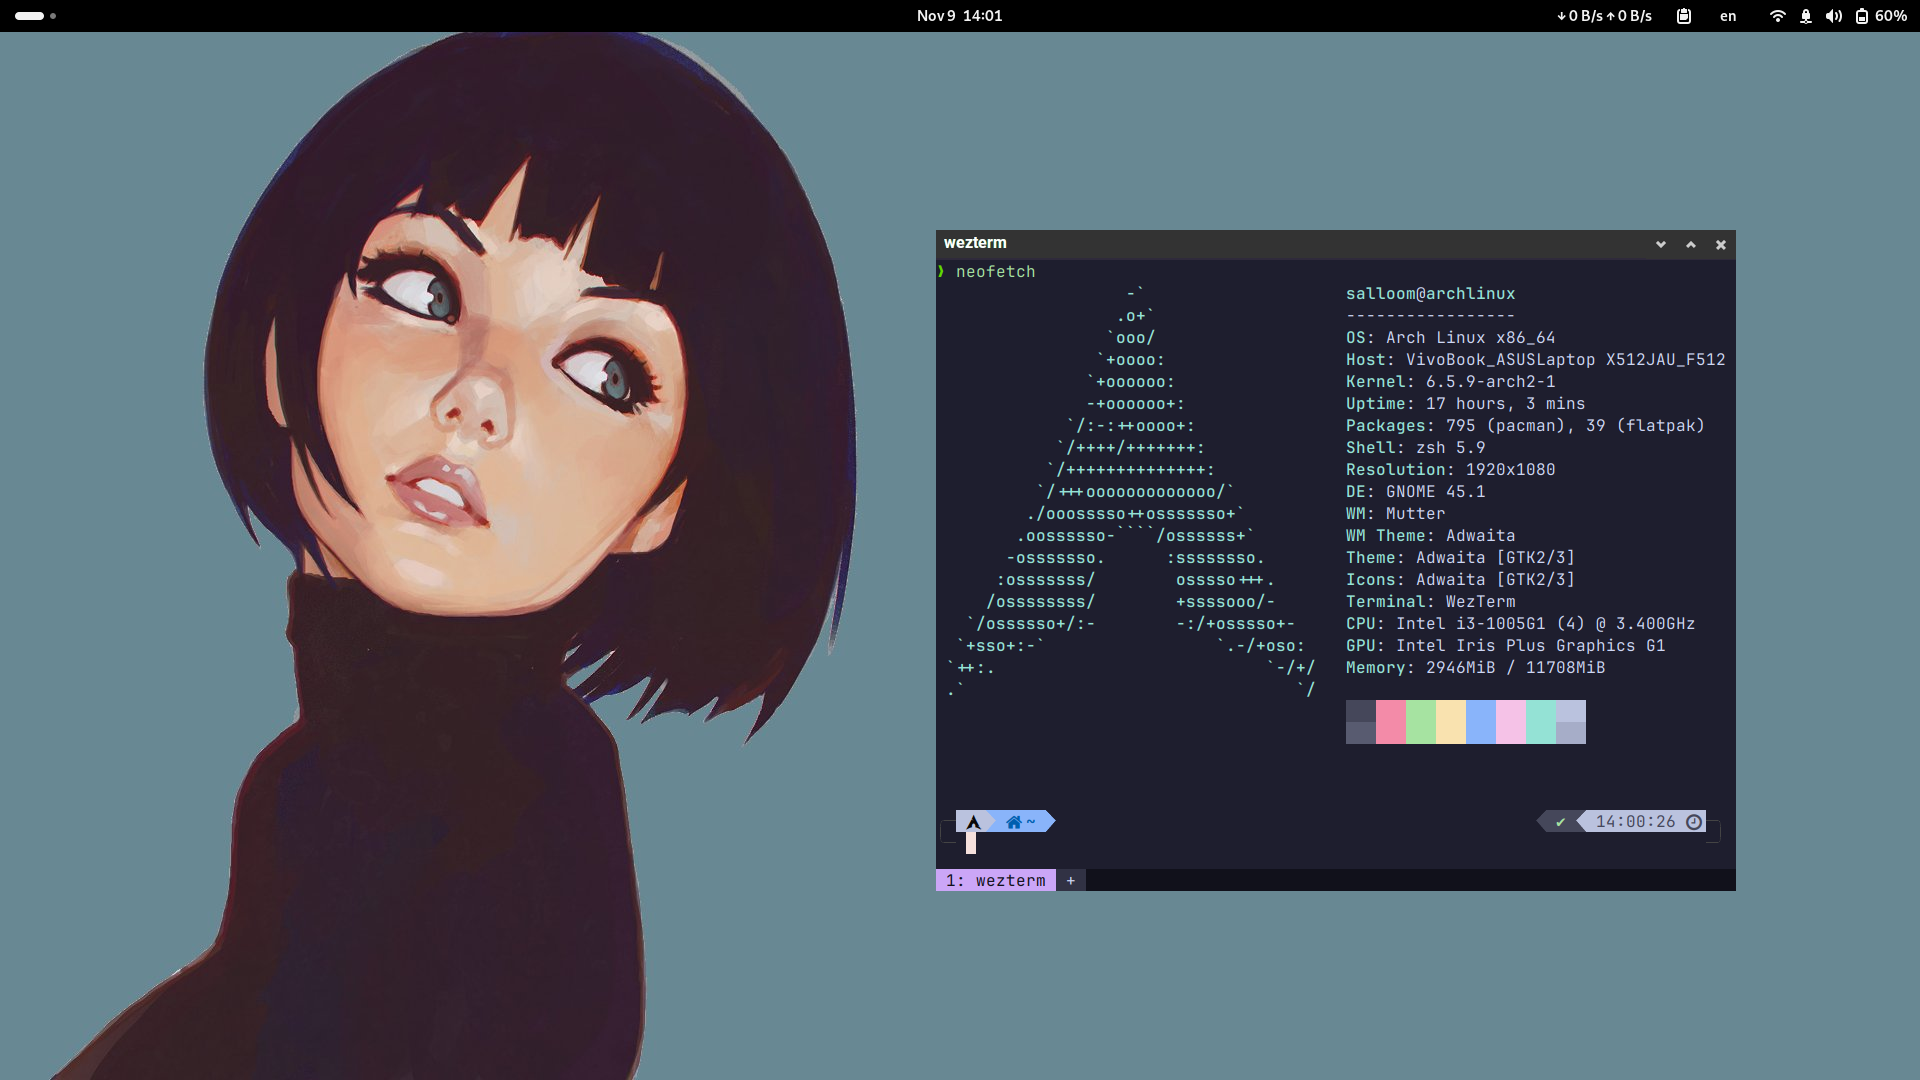 Nov 9 14:01
↓ 0 B/s ↑ 0 B/s en 60%
wezterm
❯ neofetch
-`
.o+`
`ooo/
`+oooo:
`+oooooo:
-+oooooo+:
`/:-:++oooo+:
`/++++/+++++++:
`/++++++++++++++:
`/+++ooooooooooooo/`
./ooosssso++osssssso+`
.oossssso-````/ossssss+`
-osssssso. :ssssssso.
:osssssss/ osssso+++.
/ossssssss/ +ssssooo/-
`/ossssso+/:- -:/+osssso+-
`+sso+:-` `.-/+oso:
`++:. `-/+/
.` `/
salloom@archlinux
-----------------
OS: Arch Linux x86_64
Host: VivoBook_ASUSLaptop X512JAU_F512
Kernel: 6.5.9-arch2-1
Uptime: 17 hours, 3 mins
Packages: 795 (pacman), 39 (flatpak)
Shell: zsh 5.9
Resolution: 1920x1080
DE: GNOME 45.1
WM: Mutter
WM Theme: Adwaita
Theme: Adwaita [GTK2/3]
Icons: Adwaita [GTK2/3]
Terminal: WezTerm
CPU: Intel i3-1005G1 (4) @ 3.400GHz
GPU: Intel Iris Plus Graphics G1
Memory: 2946MiB / 11708MiB
~ ✔ 14:00:26
1: wezterm +